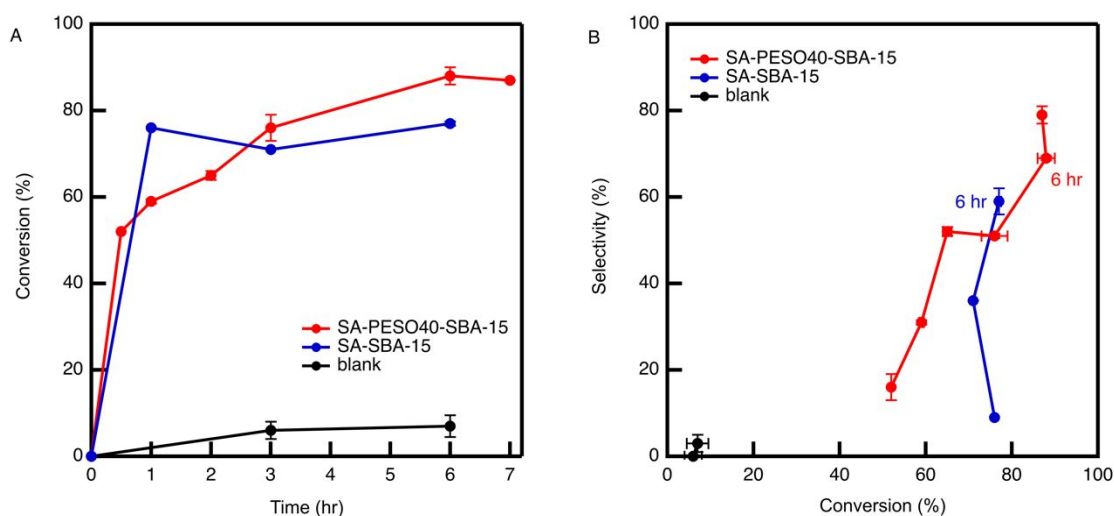 A
100
80
60
40
20
0
Conversion (%)
0 1 2 3 4 5 6 7
Time (hr)
SA-PESO40-SBA-15
SA-SBA-15
blank
B
100
80
60
40
20
0
Selectivity (%)
0 20 40 60 80 100
Conversion (%)
SA-PESO40-SBA-15
SA-SBA-15
blank
6 hr
6 hr